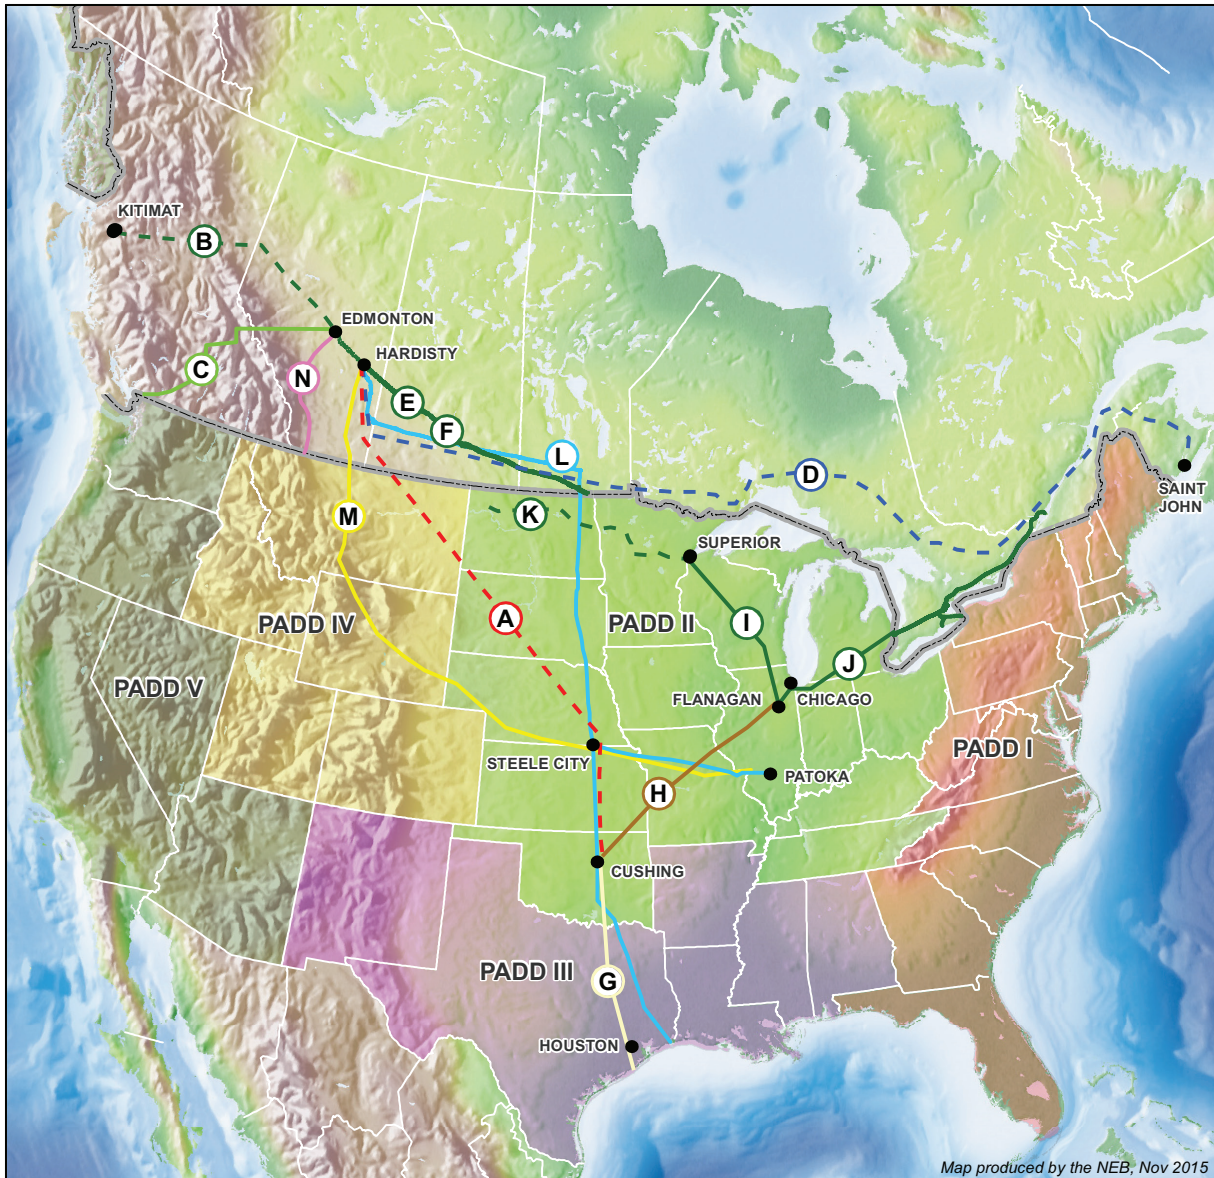 KITIMAT
B
EDMONTON
HARDISTY
C
N
E
F
L
D
SAINT
JOHN
M
K
SUPERIOR
A
PADD IV
PADD II
I
J
PADD V
FLANAGAN
CHICAGO
PADD I
STEELE CITY
PATOKA
H
CUSHING
PADD III
G
HOUSTON
Map produced by the NEB, Nov 2015